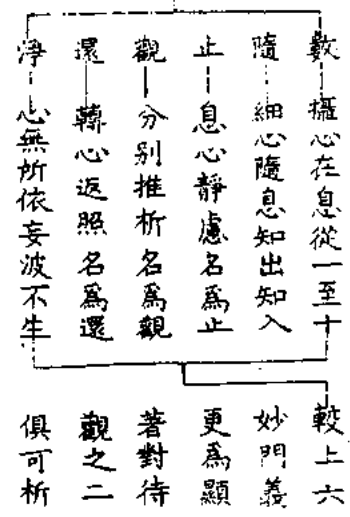 數 攝心在息從一至十
隨 細心隨息知出知入
止 息心靜慮名爲止
觀 分別推析名爲觀
還 轉心返照名爲還
淨 心無所依妄波不生
較上六
妙門義
更爲顯
著對待
觀之二
俱可析